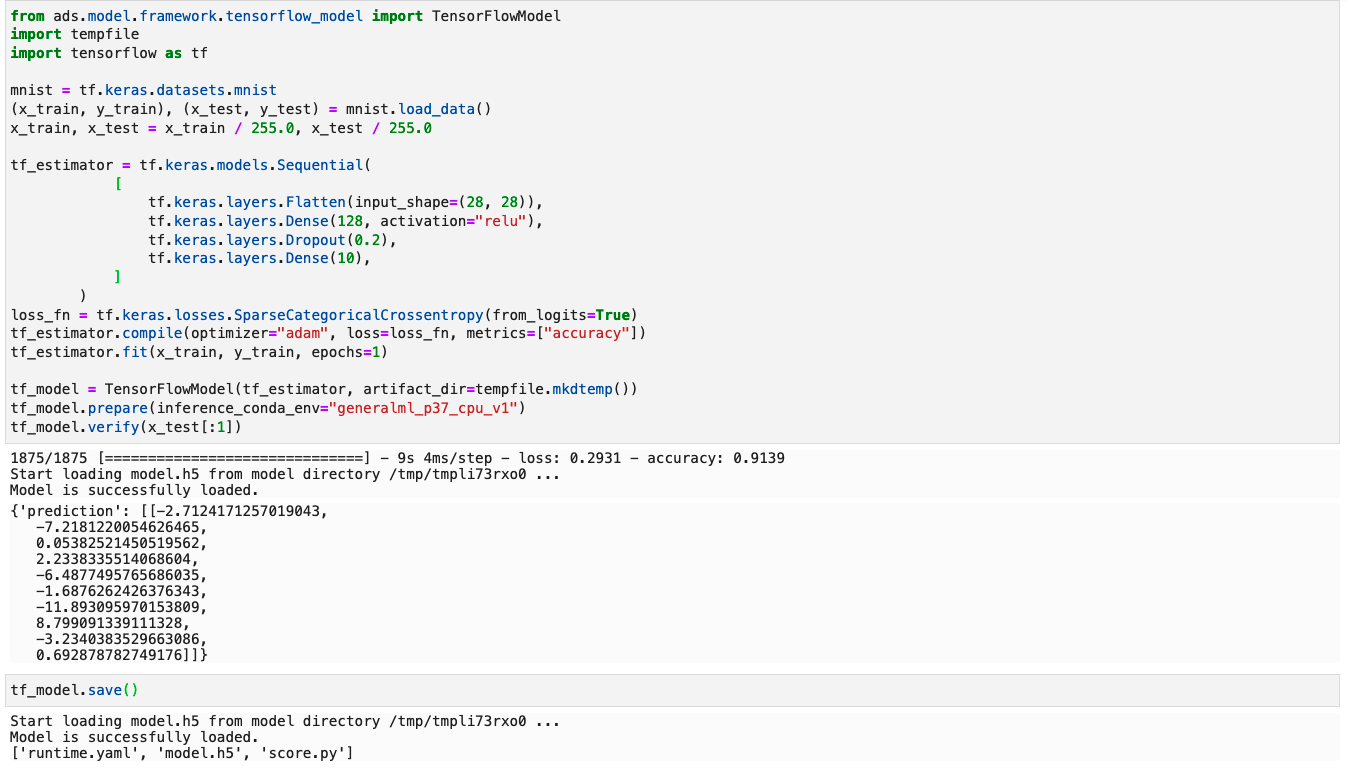 from ads.model.framework.tensorflow_model import TensorFlowModel
import tempfile
import tensorflow as tf

mnist = tf.keras.datasets.mnist
(x_train, y_train), (x_test, y_test) = mnist.load_data()
x_train, x_test = x_train / 255.0, x_test / 255.0

tf_estimator = tf.keras.models.Sequential(
            [
                tf.keras.layers.Flatten(input_shape=(28, 28)),
                tf.keras.layers.Dense(128, activation="relu"),
                tf.keras.layers.Dropout(0.2),
                tf.keras.layers.Dense(10),
            ]
        )
loss_fn = tf.keras.losses.SparseCategoricalCrossentropy(from_logits=True)
tf_estimator.compile(optimizer="adam", loss=loss_fn, metrics=["accuracy"])
tf_estimator.fit(x_train, y_train, epochs=1)

tf_model = TensorFlowModel(tf_estimator, artifact_dir=tempfile.mkdtemp())
tf_model.prepare(inference_conda_env="generalml_p37_cpu_v1")
tf_model.verify(x_test[:1])
1875/1875 [==============================] - 9s 4ms/step - loss: 0.2931 - accuracy: 0.9139
Start loading model.h5 from model directory /tmp/tmpli73rxo0 ...
Model is successfully loaded.
{'prediction': [[-2.7124171257019043,
   -7.2181220054626465,
   0.05382521450519562,
   2.2338335514068604,
   -6.4877495765686035,
   -1.6876262426376343,
   -11.893095970153809,
   8.799091339111328,
   -3.2340383529663086,
   0.692878782749176]]}
tf_model.save()
Start loading model.h5 from model directory /tmp/tmpli73rxo0 ...
Model is successfully loaded.
['runtime.yaml', 'model.h5', 'score.py']